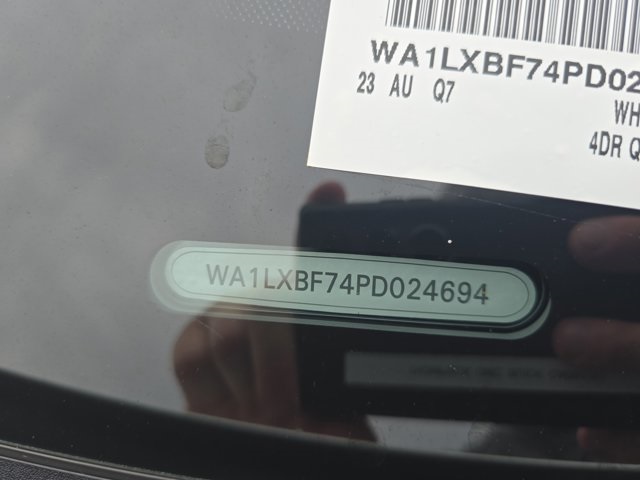 WA1LXBF74PD02
23 AU Q7
WH
4DR Q
WA1LXBF74PD024694